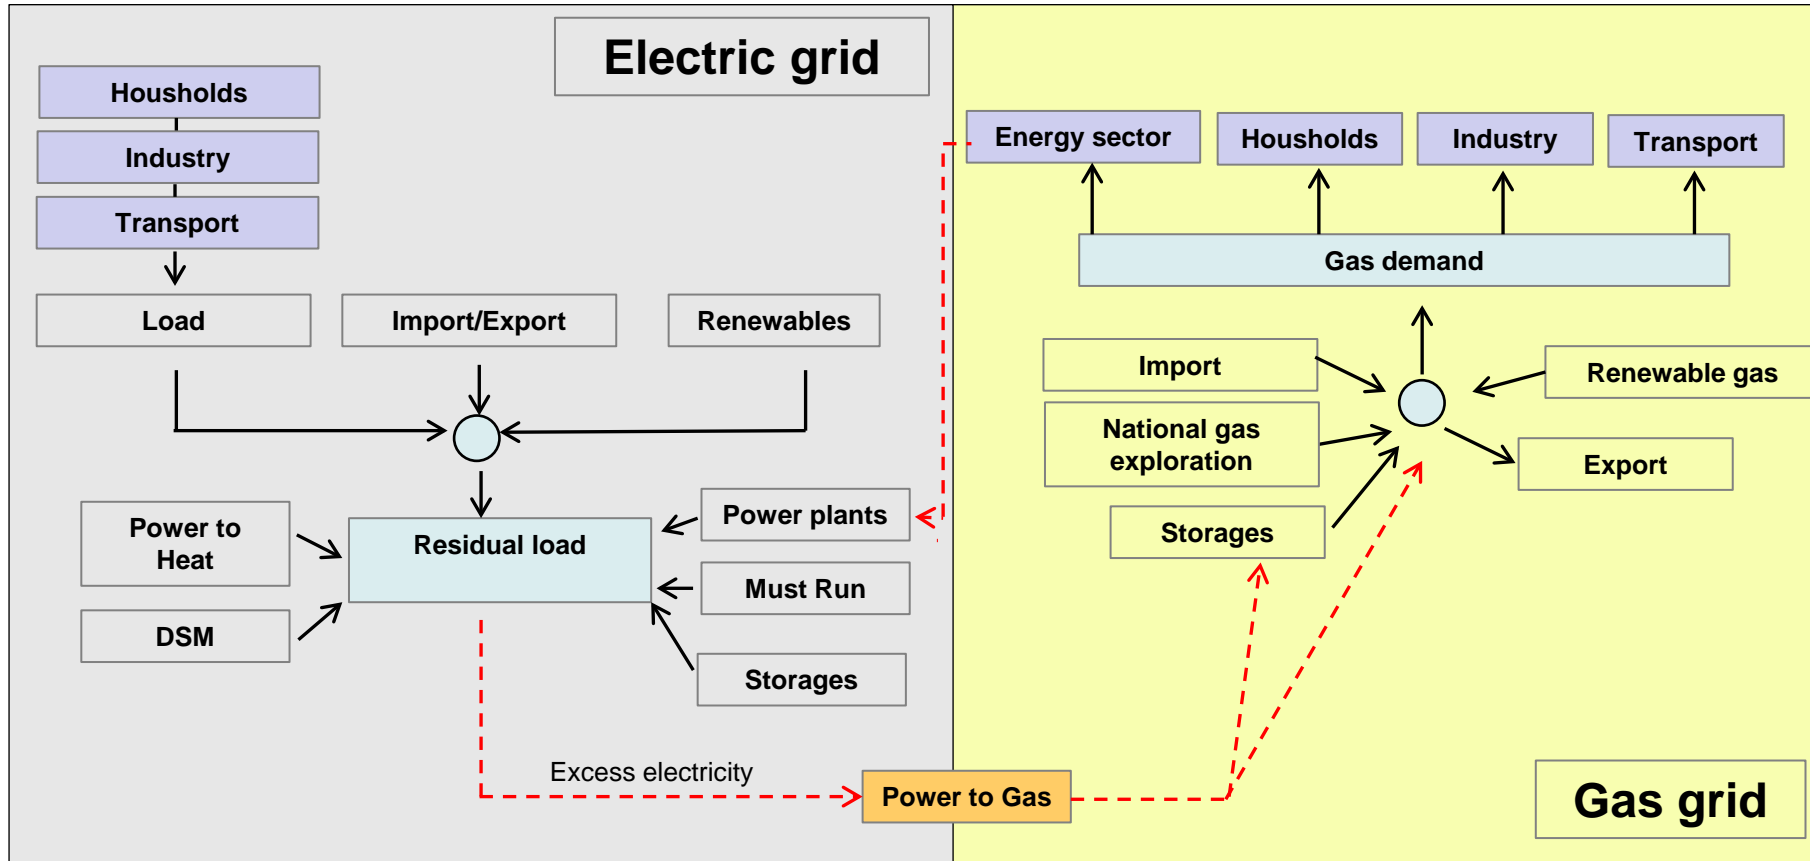 Electric grid
Housholds
Industry
Transport
Load
Import/Export
Renewables
Power to
Heat
DSM
Residual load
Power plants
Must Run
Storages
Excess electricity
Power to Gas
Energy sector
Housholds
Industry
Transport
Gas demand
Import
Renewable gas
National gas
exploration
Export
Storages
Gas grid